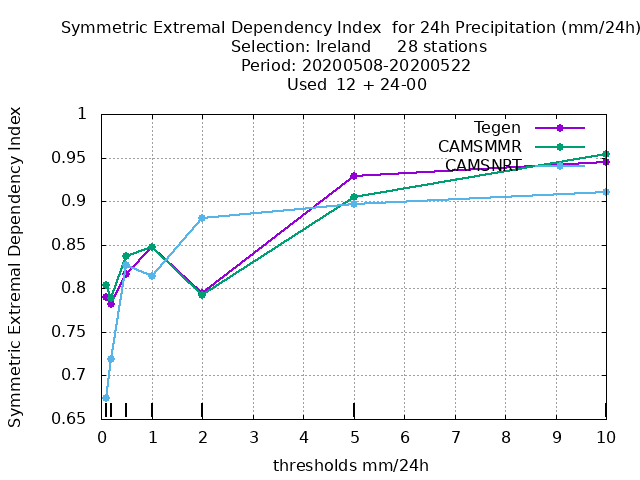 Symmetric Extremal Dependency Index  for 24h Precipitation (mm/24h)
Selection: Ireland     28 stations
Period: 20200508-20200522
Used  12 + 24-00
Symmetric Extremal Dependency Index
1
0.95
0.9
0.85
0.8
0.75
0.7
0.65
Tegen
CAMSMMR
CAMSNRT
0 1 2 3 4 5 6 7 8 9 10
thresholds mm/24h